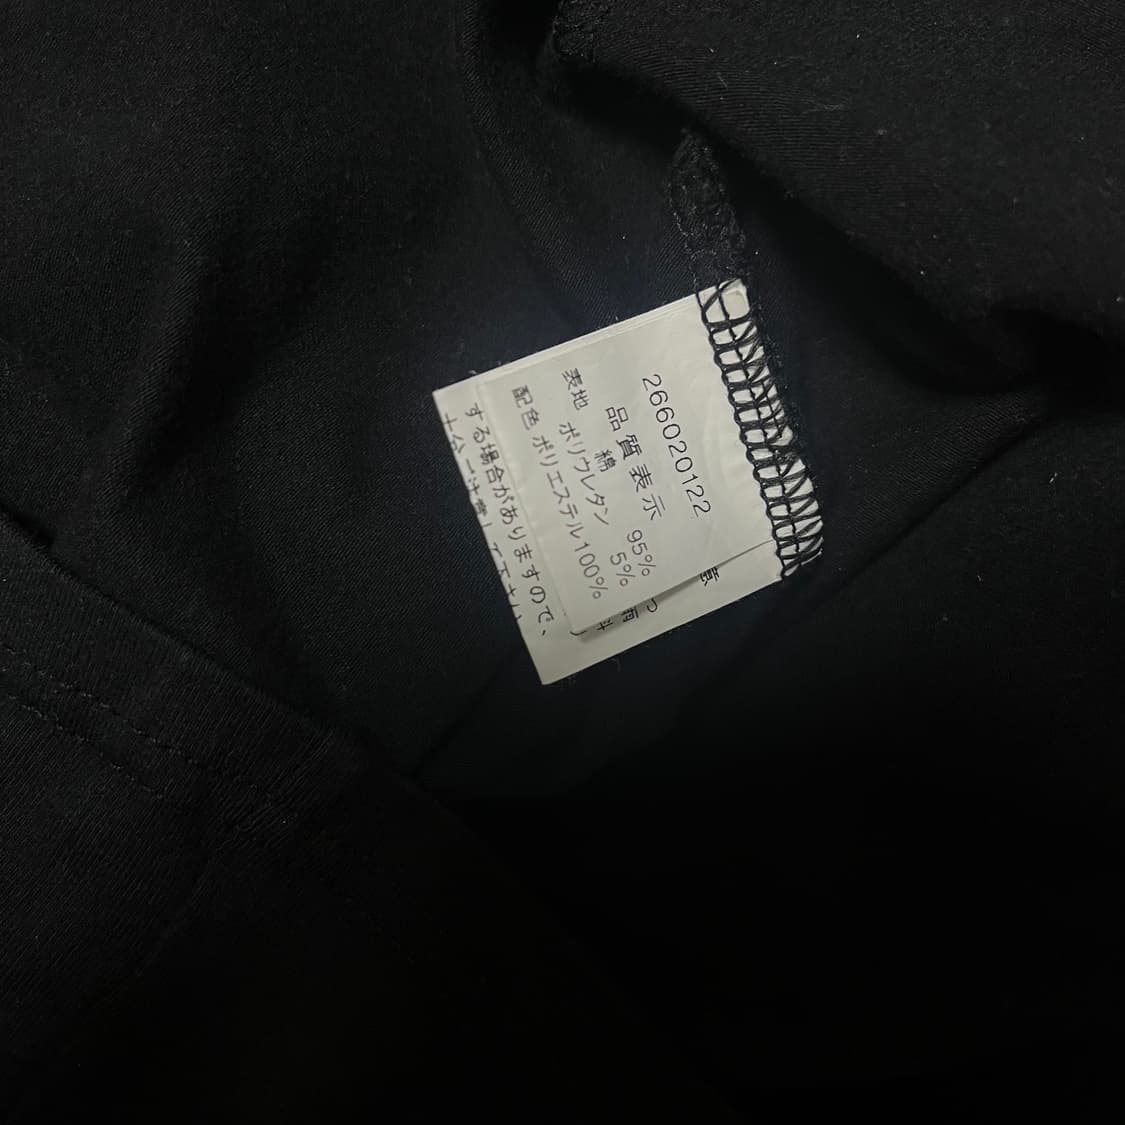 266020122
品質表示
表地 綿 95%
ポリウレタン 5%
配色 ポリエステル100%
する場合がありますので、